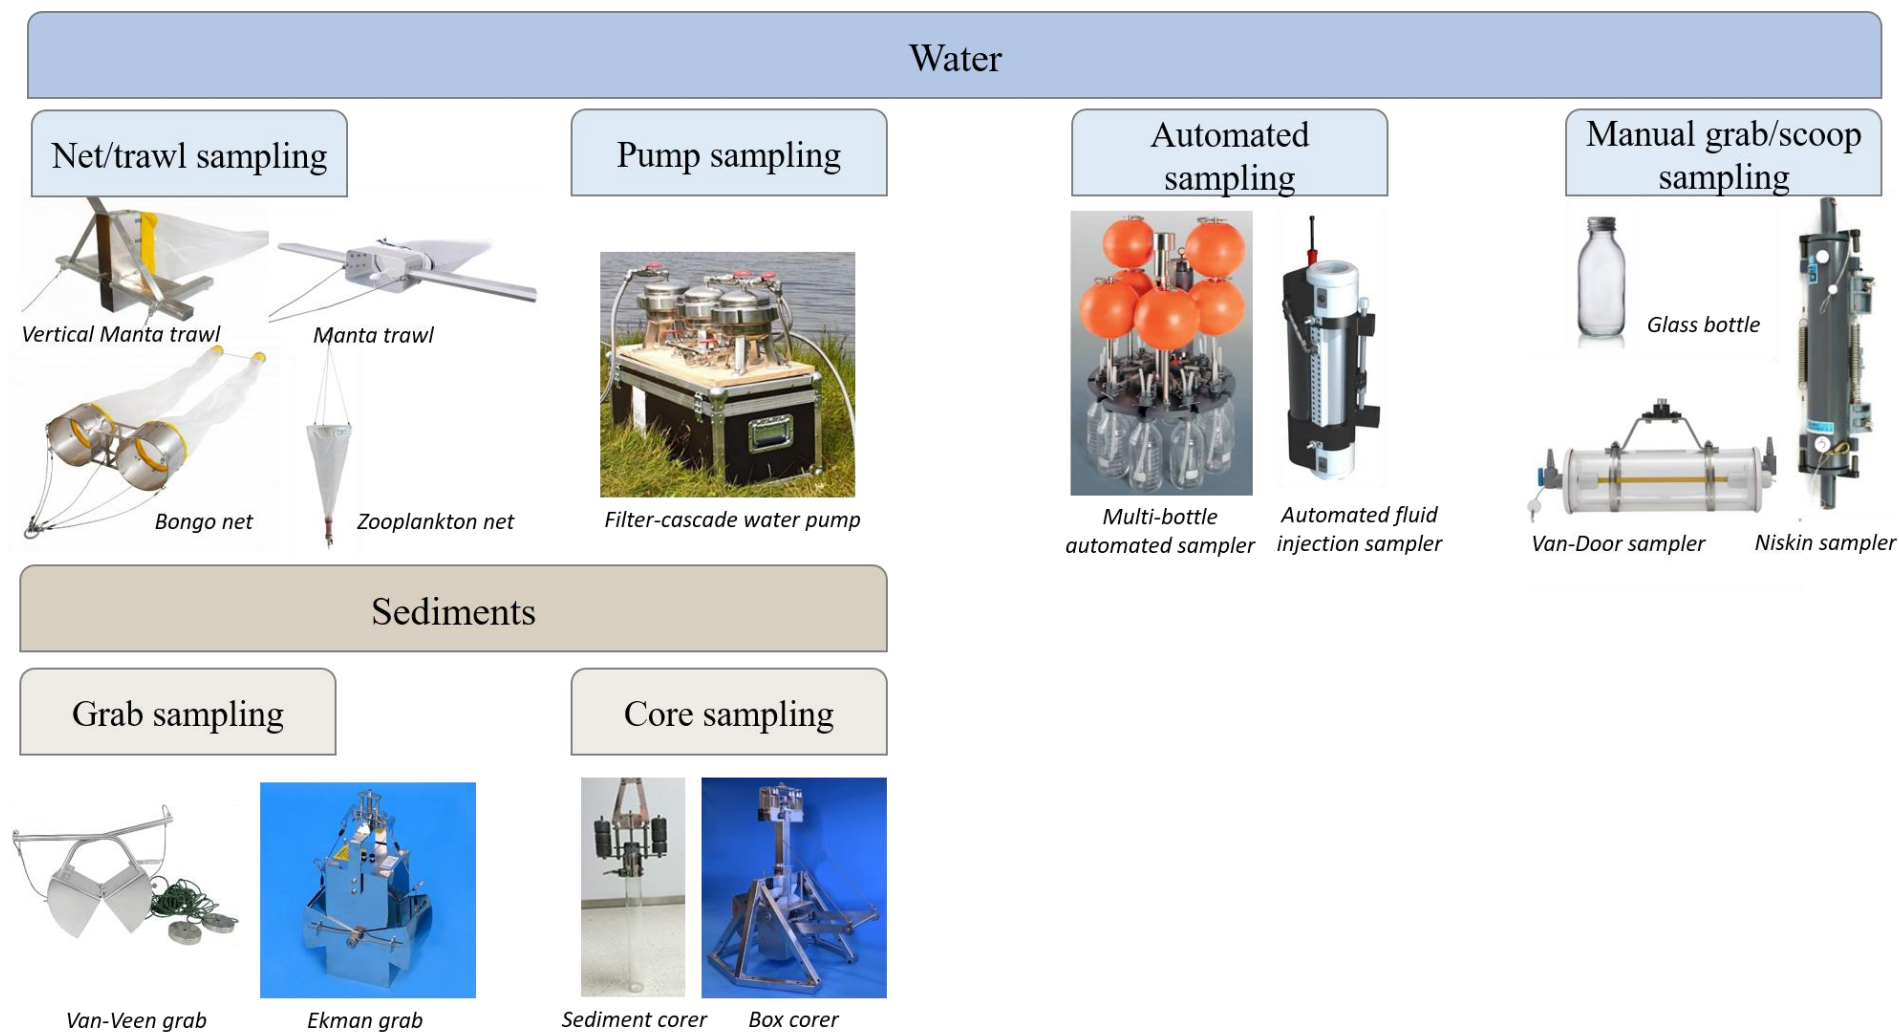 Water
Net/trawl sampling
Pump sampling
Automated
sampling
Manual grab/scoop
sampling
Vertical Manta trawl
Manta trawl
Glass bottle
Bongo net
Zooplankton net
Filter-cascade water pump
Multi-bottle
automated sampler
Automated fluid
injection sampler
Van-Door sampler
Niskin sampler
Sediments
Grab sampling
Core sampling
Van-Veen grab
Ekman grab
Sediment corer
Box corer